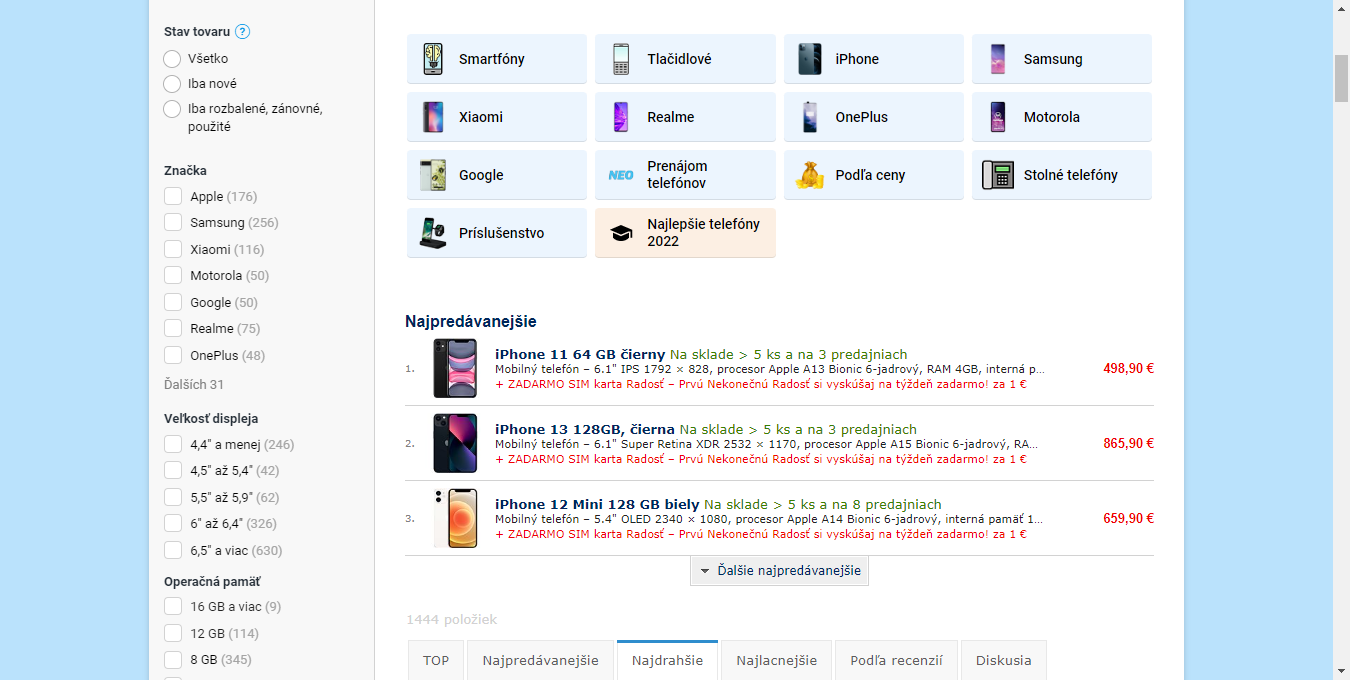 Stav tovaru ?
Všetko
Iba nové
Iba rozbalené, zánovné,
použité
Značka
Apple (176)
Samsung (256)
Xiaomi (116)
Motorola (50)
Google (50)
Realme (75)
OnePlus (48)
Ďalších 31
Veľkosť displeja
4,4" a menej (246)
4,5" až 5,4" (42)
5,5" až 5,9" (62)
6" až 6,4" (326)
6,5" a viac (630)
Operačná pamäť
16 GB a viac (9)
12 GB (114)
8 GB (345)
Smartfóny
Tlačidlové
iPhone
Samsung
Xiaomi
Realme
OnePlus
Motorola
Google
NEO
Prenájom
telefónov
Podľa ceny
Stolné telefóny
Príslušenstvo
Najlepšie telefóny
2022
Najpredávanejšie
1.
iPhone 11 64 GB čierny Na sklade > 5 ks a na 3 predajniach
Mobilný telefón – 6.1" IPS 1792 × 828, procesor Apple A13 Bionic 6-jadrový, RAM 4GB, interná p...
+ ZADARMO SIM karta Radosť – Prvú Nekonečnú Radosť si vyskúšaj na týždeň zadarmo! za 1 €
498,90 €
2.
iPhone 13 128GB, čierna Na sklade > 5 ks a na 3 predajniach
Mobilný telefón – 6.1" Super Retina XDR 2532 × 1170, procesor Apple A15 Bionic 6-jadrový, RA...
+ ZADARMO SIM karta Radosť – Prvú Nekonečnú Radosť si vyskúšaj na týždeň zadarmo! za 1 €
865,90 €
3.
iPhone 12 Mini 128 GB biely Na sklade > 5 ks a na 8 predajniach
Mobilný telefón – 5.4" OLED 2340 × 1080, procesor Apple A14 Bionic 6-jadrový, interná pamäť 1...
+ ZADARMO SIM karta Radosť – Prvú Nekonečnú Radosť si vyskúšaj na týždeň zadarmo! za 1 €
659,90 €
Ďalšie najpredávanejšie
1444 položiek
TOP
Najpredávanejšie
Najdrahšie
Najlacnejšie
Podľa recenzií
Diskusia